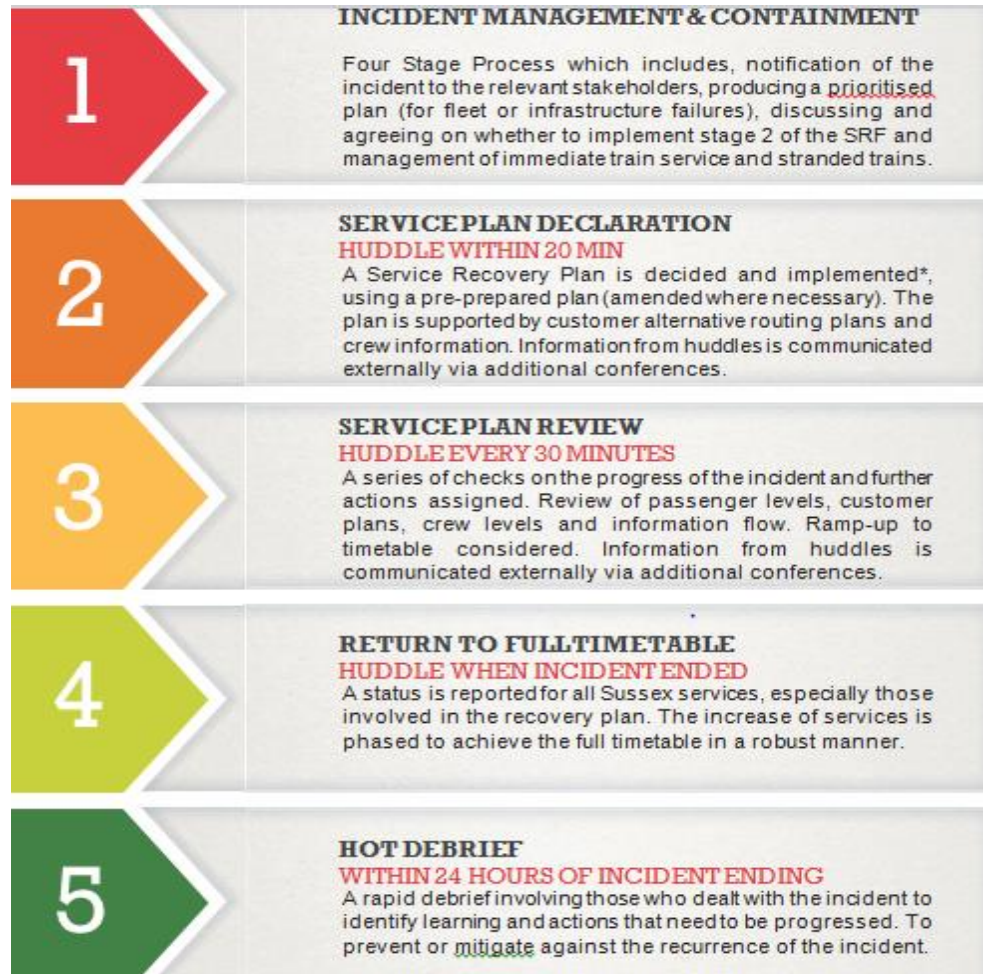 1
INCIDENT MANAGEMENT & CONTAINMENT
Four Stage Process which includes, notification of the
incident to the relevant stakeholders, producing a prioritised
plan (for fleet or infrastructure failures), discussing and
agreeing on whether to implement stage 2 of the SRF and
management of immediate train service and stranded trains.
2
SERVICE PLAN DECLARATION
HUDDLE WITHIN 20 MIN
A Service Recovery Plan is decided and implemented*,
using a pre-prepared plan (amended where necessary). The
plan is supported by customer alternative routing plans and
crew information. Information from huddles is communicated
externally via additional conferences.
3
SERVICE PLAN REVIEW
HUDDLE EVERY 30 MINUTES
A series of checks on the progress of the incident and further
actions assigned. Review of passenger levels, customer
plans, crew levels and information flow. Ramp-up to
timetable considered. Information from huddles is
communicated externally via additional conferences.
4
RETURN TO FULL TIMETABLE
HUDDLE WHEN INCIDENT ENDED
A status is reported for all Sussex services, especially those
involved in the recovery plan. The increase of services is
phased to achieve the full timetable in a robust manner.
5
HOT DEBRIEF
WITHIN 24 HOURS OF INCIDENT ENDING
A rapid debrief involving those who dealt with the incident to
identify learning and actions that need to be progressed. To
prevent or mitigate against the recurrence of the incident.